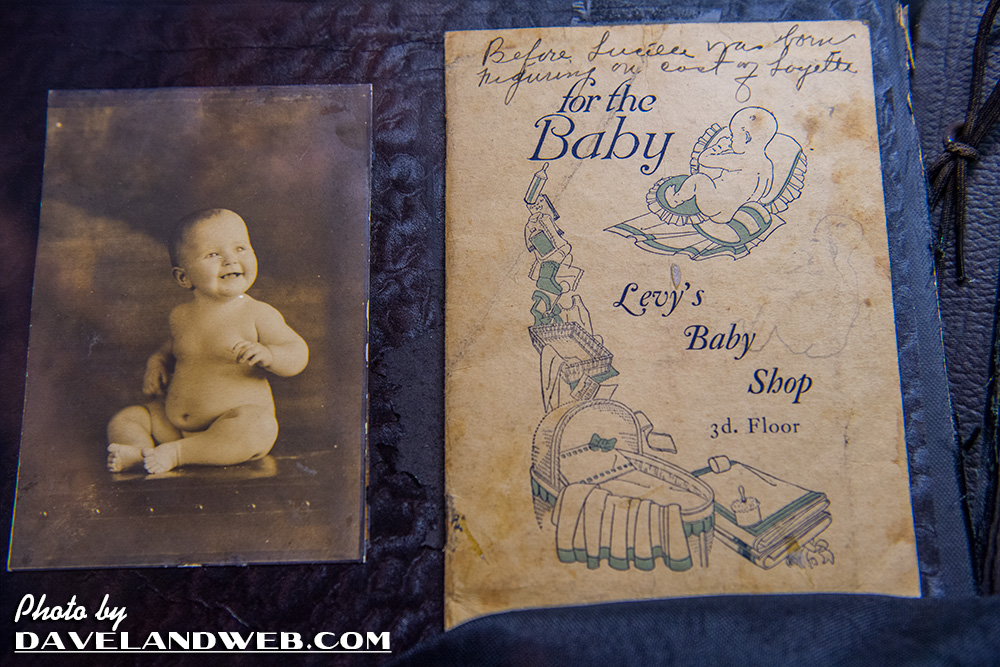 Before Lucille was born
Figuring on cost of Layette
for the
Baby
Levy's
Baby
Shop
3d. Floor
Photo by
DAVELANDWEB.COM